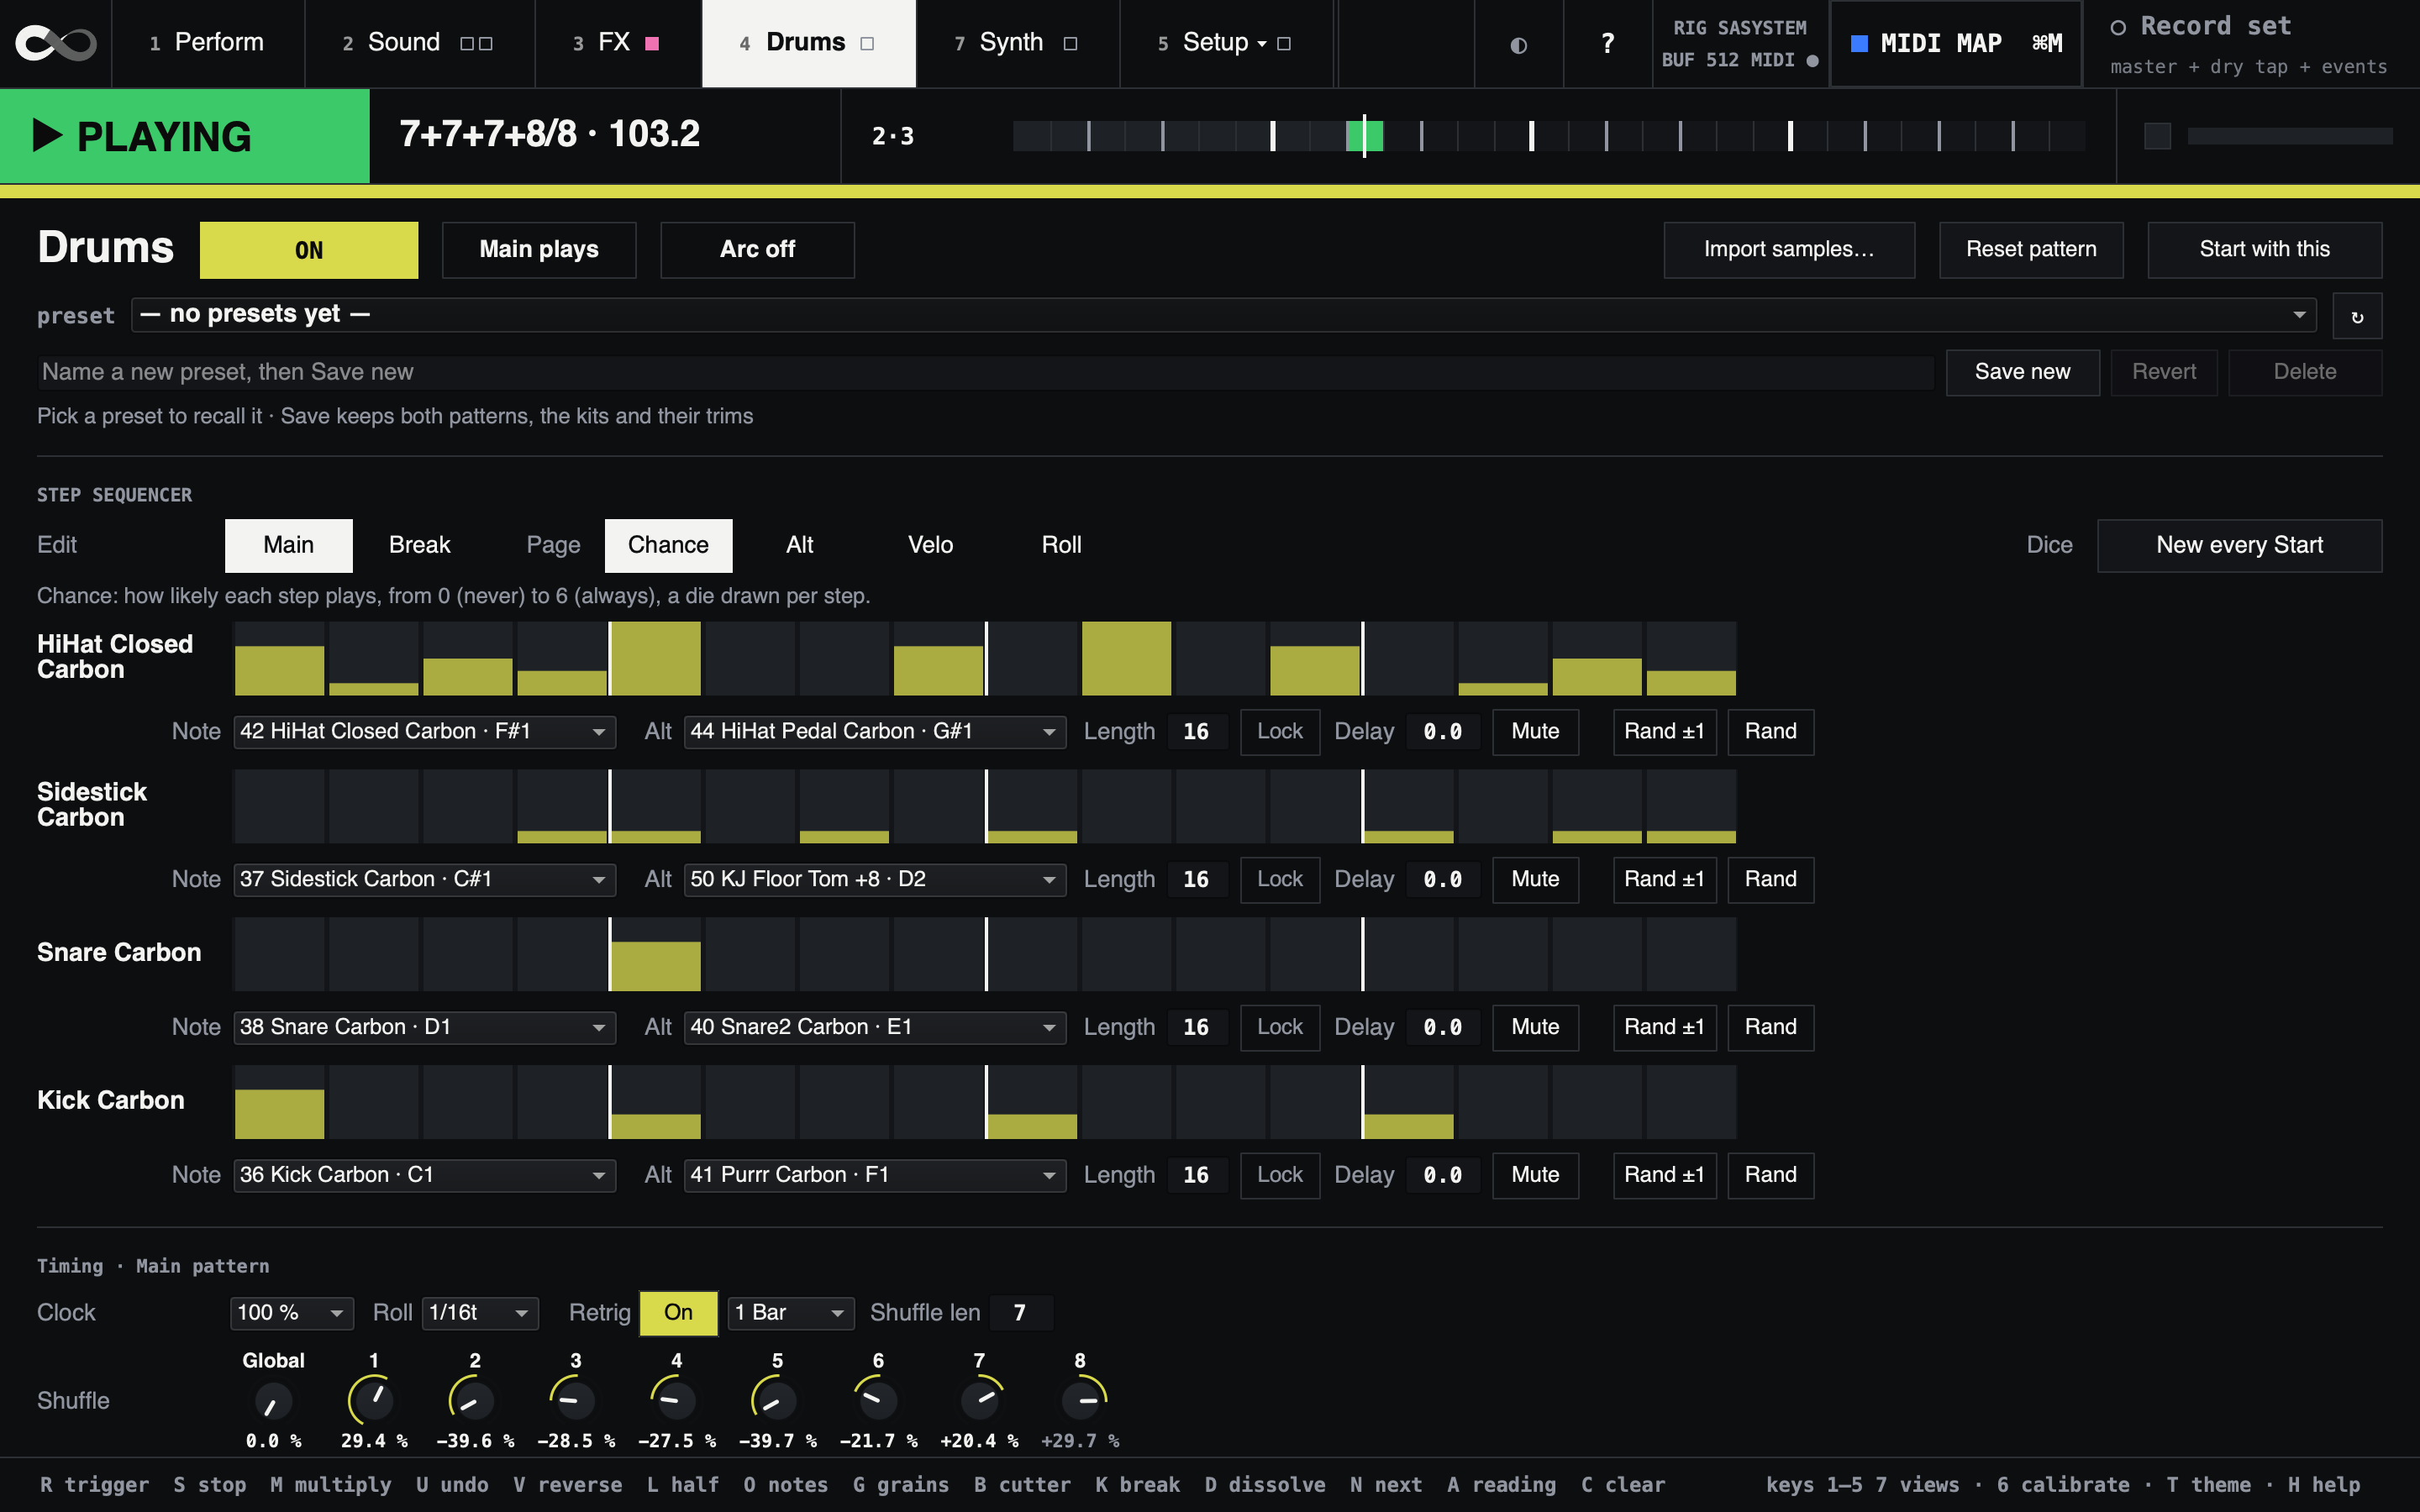 1 Perform 2 Sound 3 FX 4 Drums 7 Synth 5 Setup ? RIG SASYSTEM BUF 512 MIDI MIDI MAP ⌘M Record set
master + dry tap + events
PLAYING 7+7+7+8/8 · 103.2 2·3
Drums ON Main plays Arc off Import samples… Reset pattern Start with this
preset — no presets yet — ↻
Name a new preset, then Save new Save new Revert Delete
Pick a preset to recall it · Save keeps both patterns, the kits and their trims
STEP SEQUENCER
Edit Main Break Page Chance Alt Velo Roll Dice New every Start
Chance: how likely each step plays, from 0 (never) to 6 (always), a die drawn per step.
HiHat Closed
Carbon
Note 42 HiHat Closed Carbon · F#1 Alt 44 HiHat Pedal Carbon · G#1 Length 16 Lock Delay 0.0 Mute Rand ±1 Rand
Sidestick
Carbon
Note 37 Sidestick Carbon · C#1 Alt 50 KJ Floor Tom +8 · D2 Length 16 Lock Delay 0.0 Mute Rand ±1 Rand
Snare Carbon
Note 38 Snare Carbon · D1 Alt 40 Snare2 Carbon · E1 Length 16 Lock Delay 0.0 Mute Rand ±1 Rand
Kick Carbon
Note 36 Kick Carbon · C1 Alt 41 Purrr Carbon · F1 Length 16 Lock Delay 0.0 Mute Rand ±1 Rand
Timing · Main pattern
Clock 100 % Roll 1/16t Retrig On 1 Bar Shuffle len 7
Global 1 2 3 4 5 6 7 8
Shuffle
0.0 % 29.4 % −39.6 % −28.5 % −27.5 % −39.7 % −21.7 % +20.4 % +29.7 %
R trigger S stop M multiply U undo V reverse L half O notes G grains B cutter K break D dissolve N next A reading C clear keys 1–5 7 views · 6 calibrate · T theme · H help